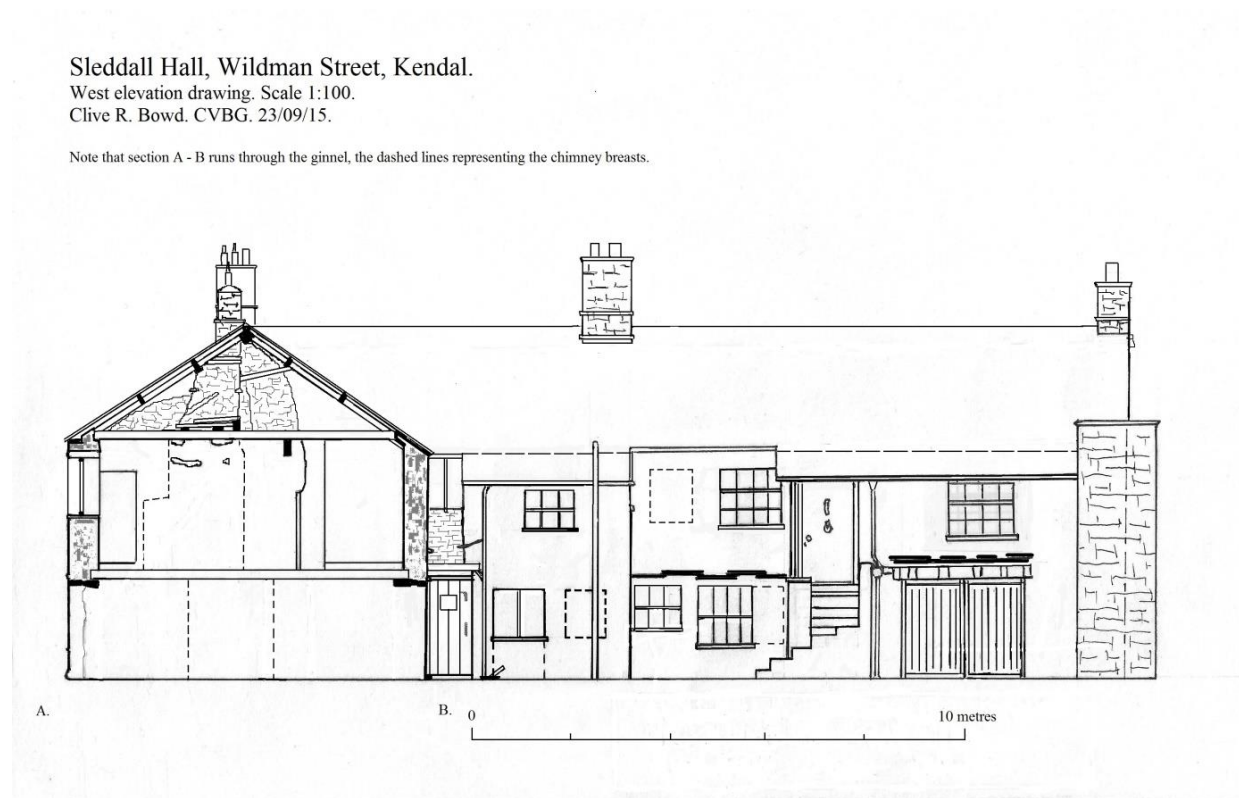 Sleddall Hall, Wildman Street, Kendal.
West elevation drawing. Scale 1:100.
Clive R. Bowd. CVBG. 23/09/15.
Note that section A - B runs through the ginnel, the dashed lines representing the chimney breasts.
A.
B.
0
10 metres